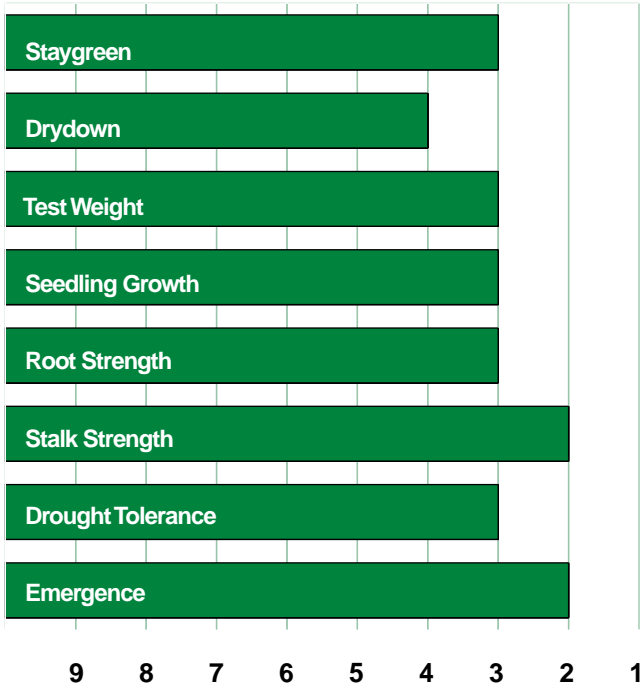 Staygreen
Drydown
Test Weight
Seedling Growth
Root Strength
Stalk Strength
Drought Tolerance
Emergence
9 8 7 6 5 4 3 2 1